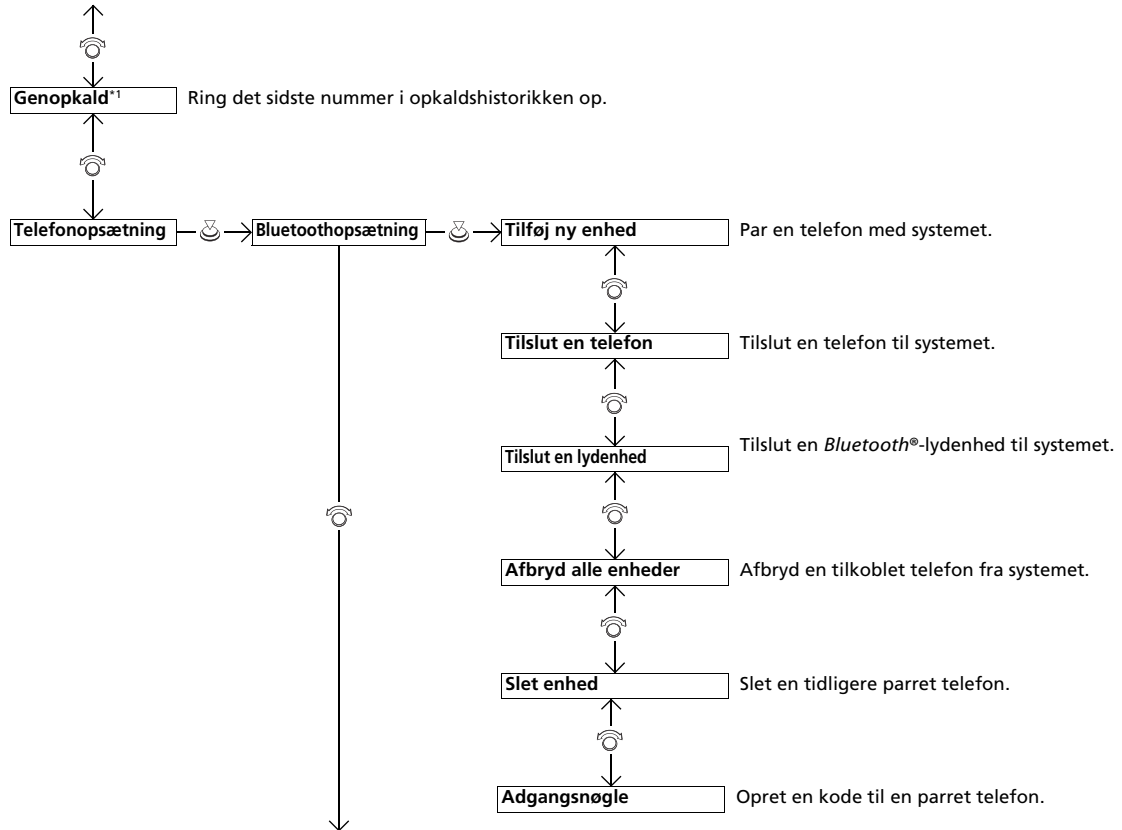 Genopkald*1 Ring det sidste nummer i opkaldshistorikken op.
Telefonopsætning Bluetoothopsætning Tilføj ny enhed Par en telefon med systemet.
Tilslut en telefon Tilslut en telefon til systemet.
Tilslut en lydenhed Tilslut en Bluetooth®-lydenhed til systemet.
Afbryd alle enheder Afbryd en tilkoblet telefon fra systemet.
Slet enhed Slet en tidligere parret telefon.
Adgangsnøgle Opret en kode til en parret telefon.